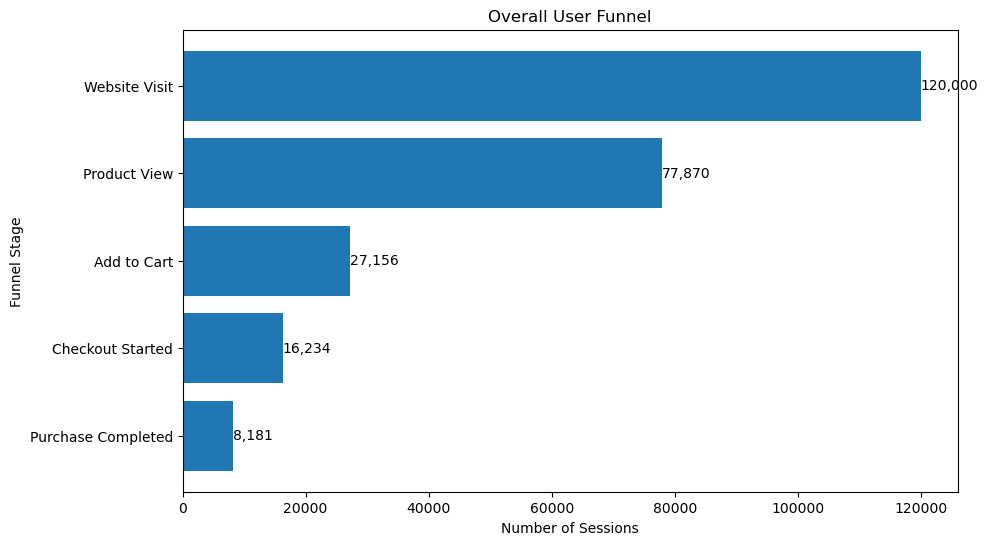 Overall User Funnel
Funnel Stage
Website Visit
120,000
Product View
77,870
Add to Cart
27,156
Checkout Started
16,234
Purchase Completed
8,181
0 20000 40000 60000 80000 100000 120000
Number of Sessions